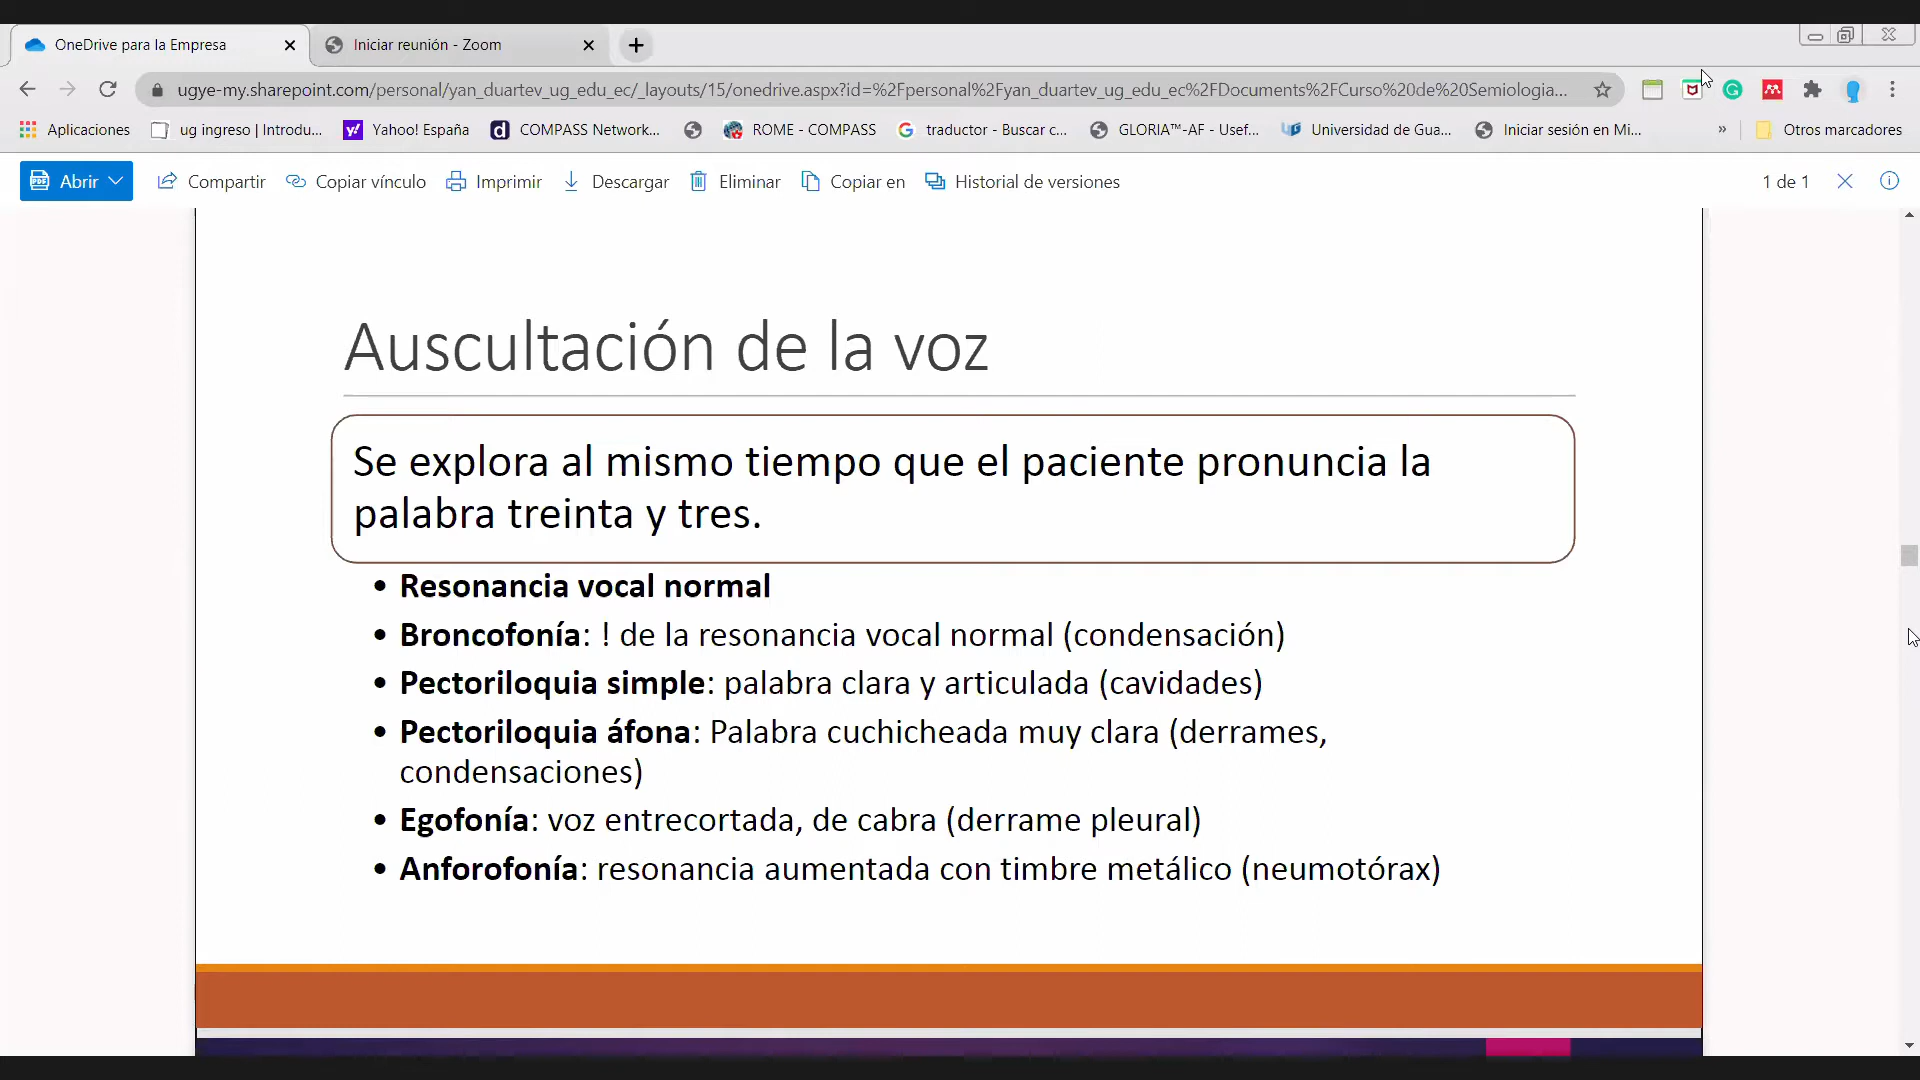 OneDrive para la Empresa
Iniciar reunión - Zoom
ugye-my.sharepoint.com/personal/yan_duartev_ug_edu_ec/_layouts/15/onedrive.aspx?id=%2Fpersonal%2Fyan_duartev_ug_edu_ec%2FDocuments%2FCurso%20de%20Semiologia...
Aplicaciones ug ingreso | Introdu... Yahoo! España COMPASS Network... ROME - COMPASS traductor - Buscar c... GLORIA™-AF - Usef... Universidad de Gua... Iniciar sesión en Mi... » Otros marcadores
Abrir Compartir Copiar vínculo Imprimir Descargar Eliminar Copiar en Historial de versiones 1 de 1
Auscultación de la voz
Se explora al mismo tiempo que el paciente pronuncia la
palabra treinta y tres.
• Resonancia vocal normal
• Broncofonía: ! de la resonancia vocal normal (condensación)
• Pectoriloquia simple: palabra clara y articulada (cavidades)
• Pectoriloquia áfona: Palabra cuchicheada muy clara (derrames,
condensaciones)
• Egofonía: voz entrecortada, de cabra (derrame pleural)
• Anforofonía: resonancia aumentada con timbre metálico (neumotórax)